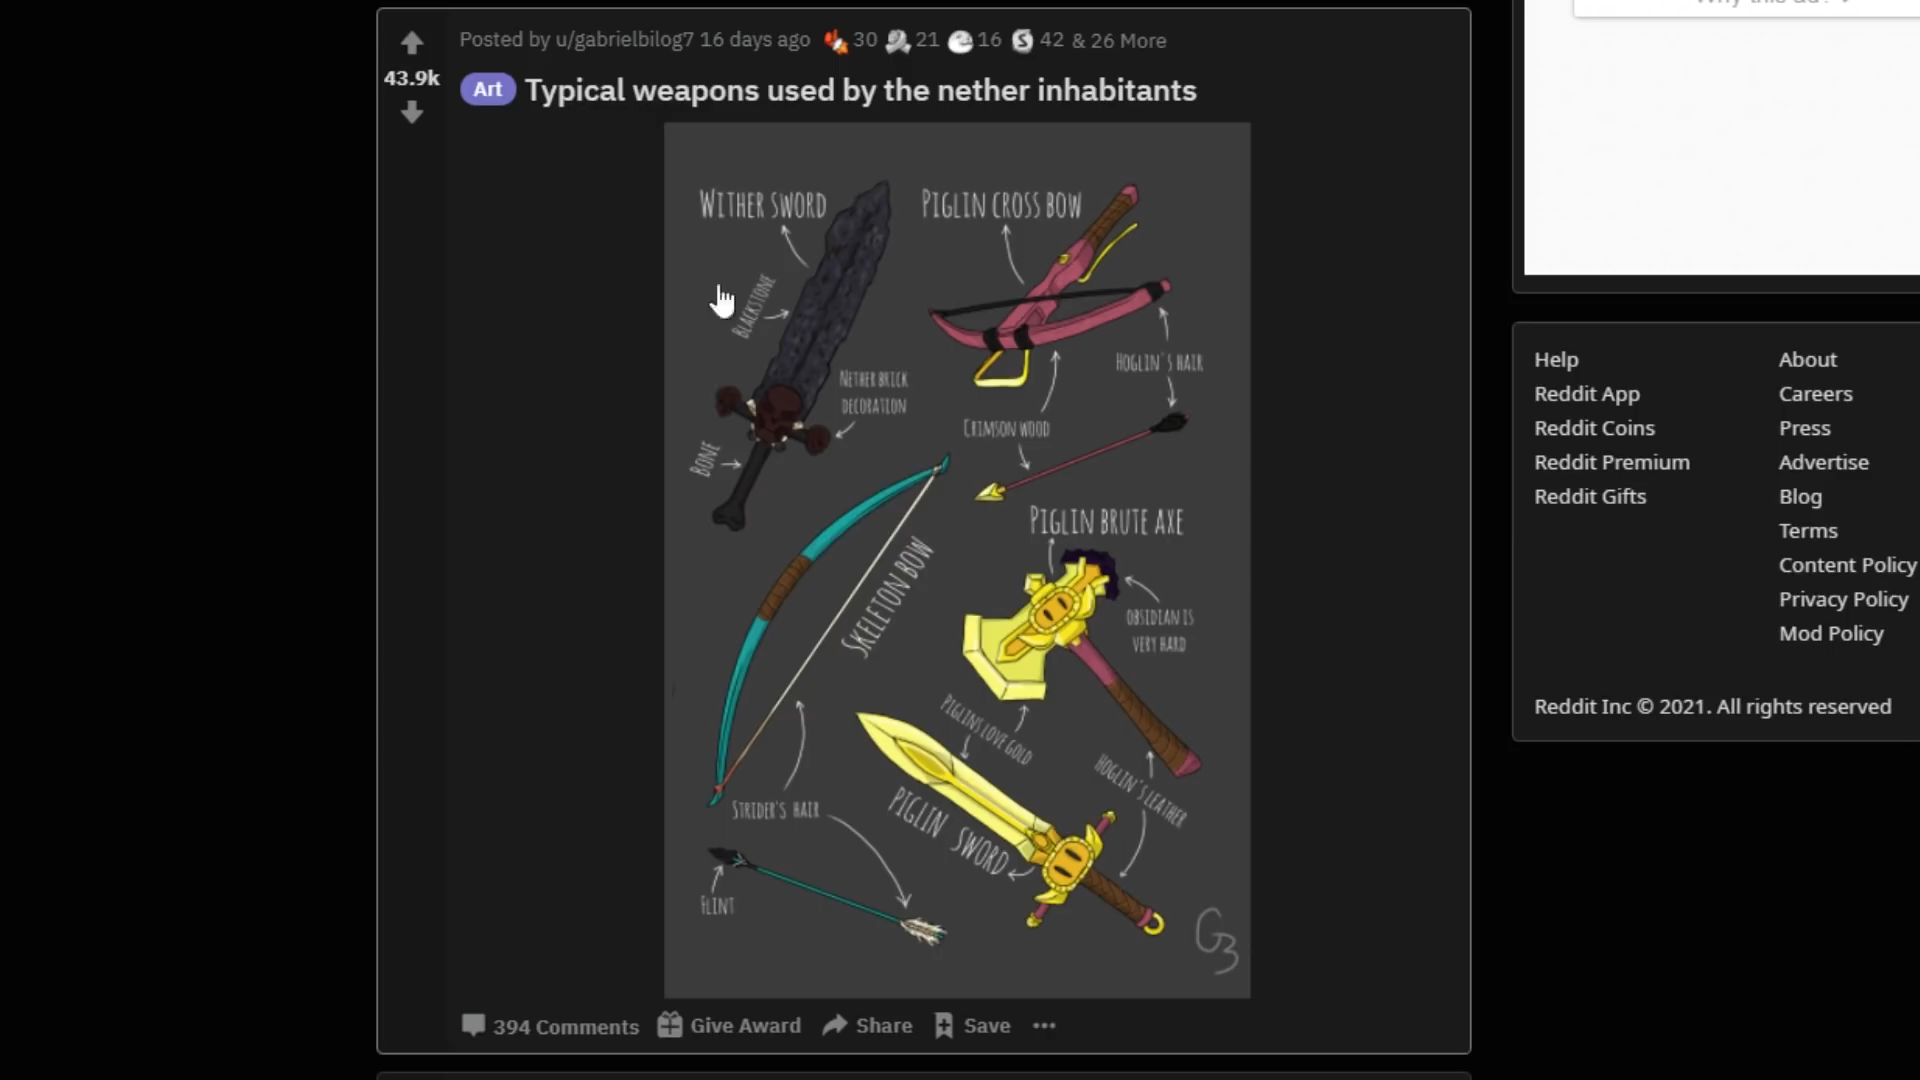 Why this ad?
Posted by u/gabrielbilog7 16 days ago 30 21 16 S 42 & 26 More
43.9k
Art Typical weapons used by the nether inhabitants
WITHER SWORD
PIGLIN CROSS BOW
BLACKSTONE
NETHER BRICK
DECORATION
BONE
HOGLIN'S HAIR
CRIMSON WOOD
PIGLIN BRUTE AXE
OBSIDIAN IS
VERY HARD
SKELETON BOW
PIGLINS LOVE GOLD
HOGLIN'S LEATHER
STRIDER'S HAIR
PIGLIN SWORD
FLINT
G3
394 Comments Give Award Share Save
Help
About
Reddit App
Careers
Reddit Coins
Press
Reddit Premium
Advertise
Reddit Gifts
Blog
Terms
Content Policy
Privacy Policy
Mod Policy
Reddit Inc © 2021. All rights reserved